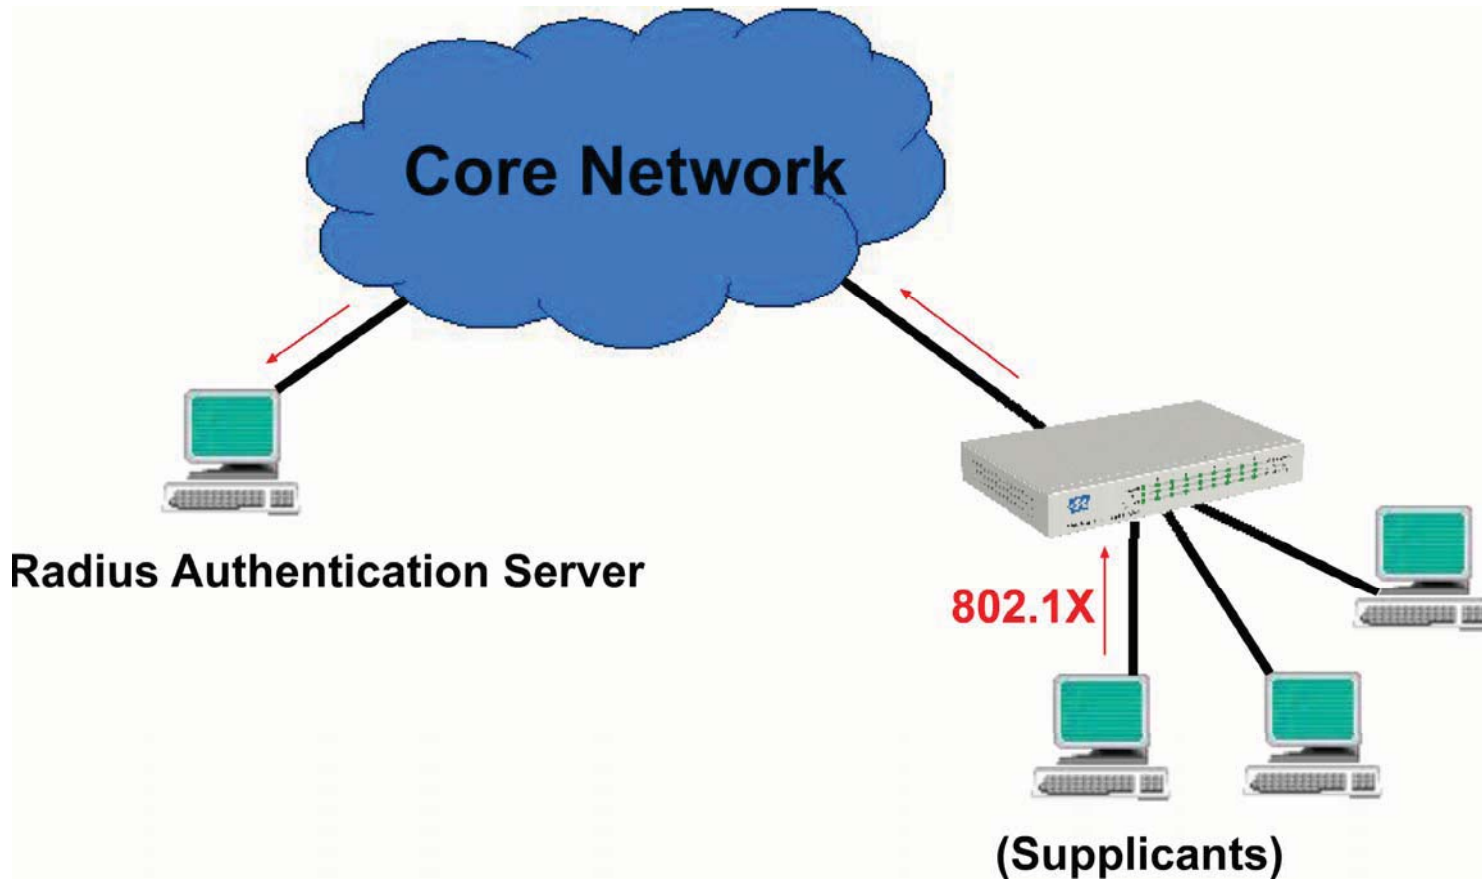 Core Network
Radius Authentication Server
802.1X
(Supplicants)